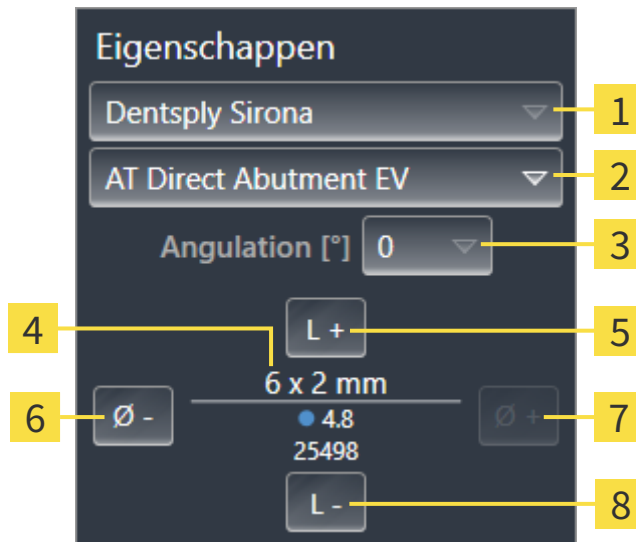 Eigenschappen
Dentsply Sirona 1
AT Direct Abutment EV 2
Angulation [°] 0 3
4 L + 5
6 x 2 mm
6 Ø - 4.8 Ø + 7
25498
L - 8